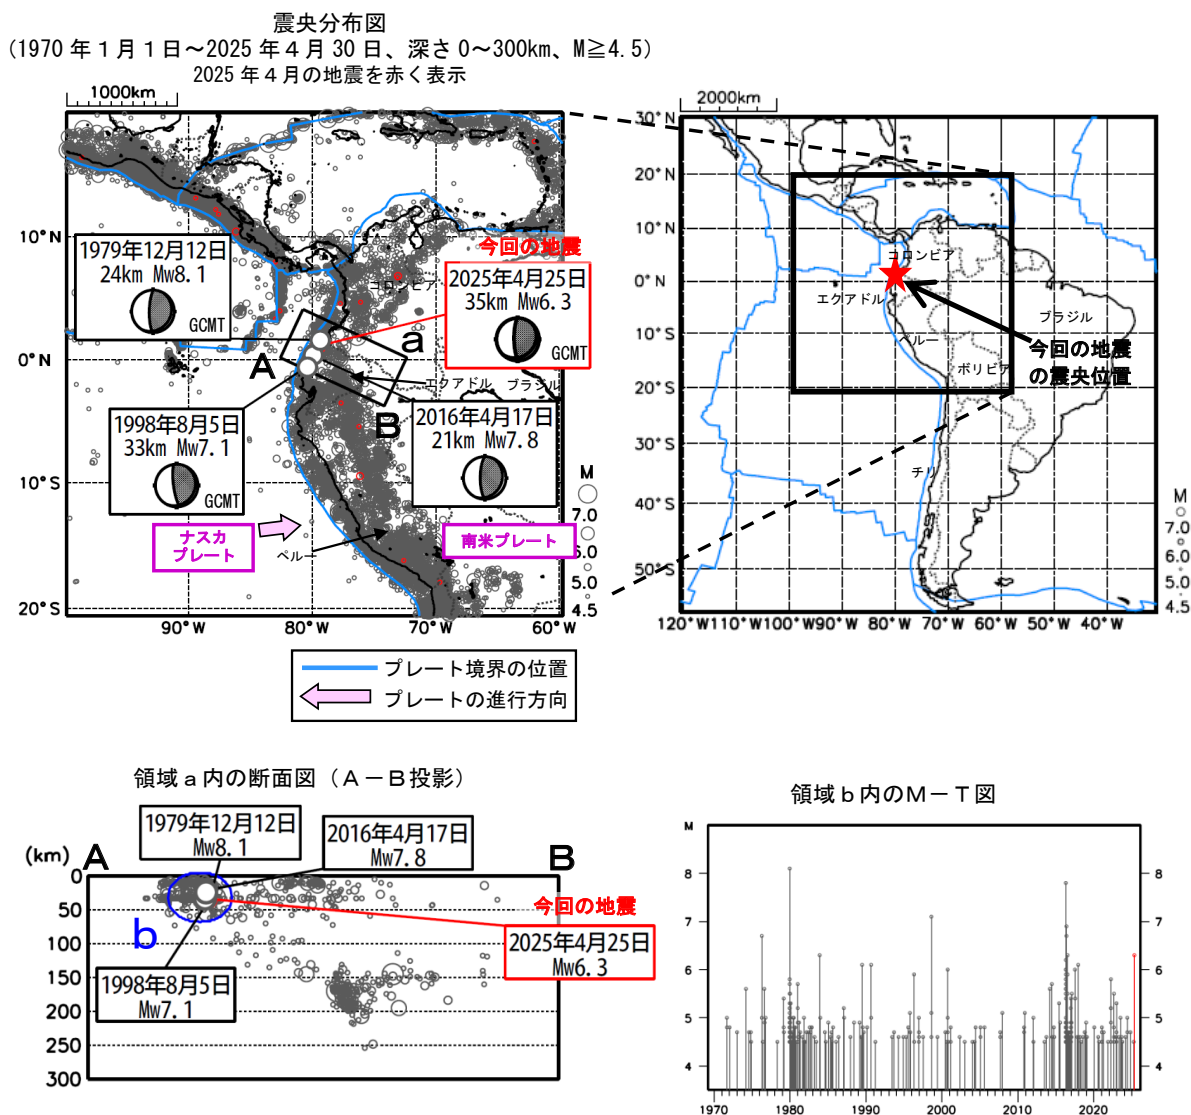 震央分布図
(1970 年 1 月 1 日～2025 年 4 月 30 日、深さ 0～300km、M≧4.5)
2025 年 4 月の地震を赤く表示
1000km
10°N
0°N
10°S
20°S
90°W
80°W
70°W
60°W
1979年12月12日
24km Mw8.1
GCMT
今回の地震
2025年4月25日
35km Mw6.3
GCMT
コロンビア
a
A
B
エクアドル
ブラジル
1998年8月5日
33km Mw7.1
GCMT
2016年4月17日
21km Mw7.8
GCMT
ナスカ
プレート
ペルー
南米プレート
M
7.0
6.0
5.0
4.5
プレート境界の位置
プレートの進行方向
2000km
30°N
20°N
10°N
0°N
10°S
20°S
30°S
40°S
50°S
120°W
110°W
100°W
90°W
80°W
70°W
60°W
50°W
40°W
コロンビア
エクアドル
ペルー
ブラジル
ボリビア
チリ
今回の地震
の震央位置
M
7.0
6.0
5.0
4.5
領域ａ内の断面図（Ａ－Ｂ投影）
1979年12月12日
Mw8.1
2016年4月17日
Mw7.8
(km)
A
B
0
50
100
150
200
250
300
b
今回の地震
2025年4月25日
Mw6.3
1998年8月5日
Mw7.1
領域ｂ内のＭ－Ｔ図
M
8
7
6
5
4
8
7
6
5
4
1970
1980
1990
2000
2010
2020